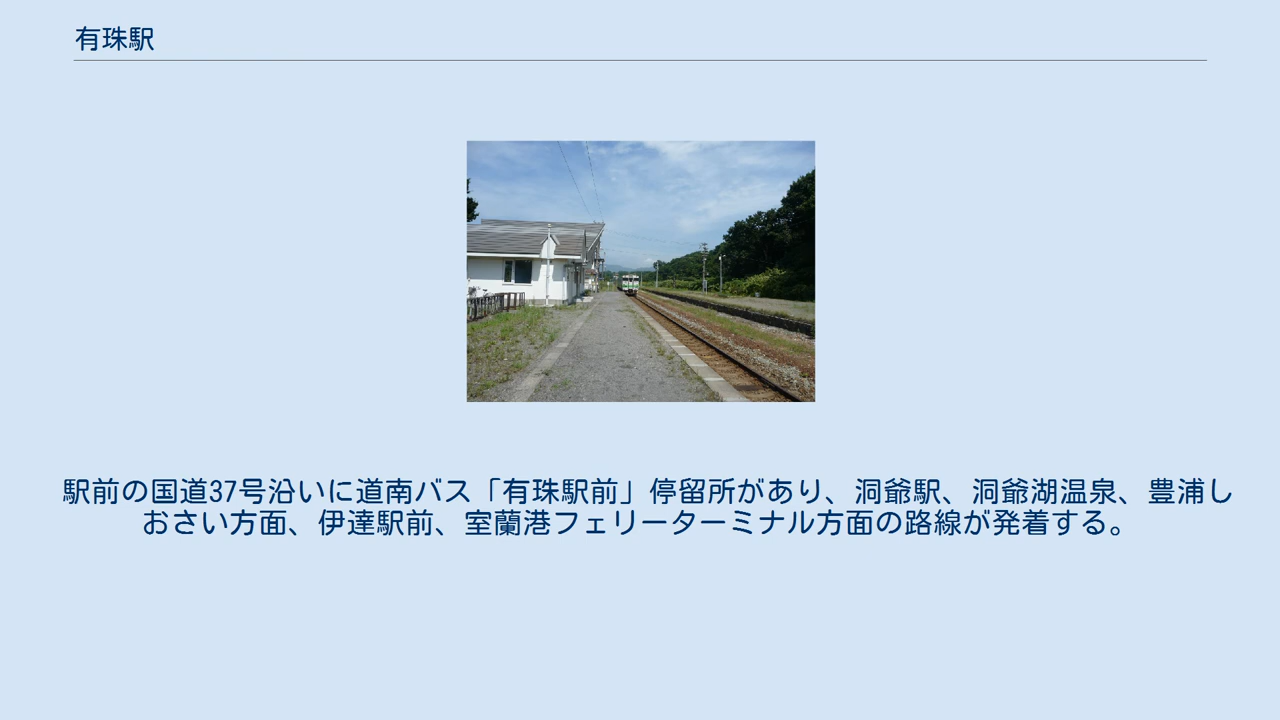 有珠駅
駅前の国道37号沿いに道南バス「有珠駅前」停留所があり、洞爺駅、洞爺湖温泉、豊浦し
おさい方面、伊達駅前、室蘭港フェリーターミナル方面の路線が発着する。